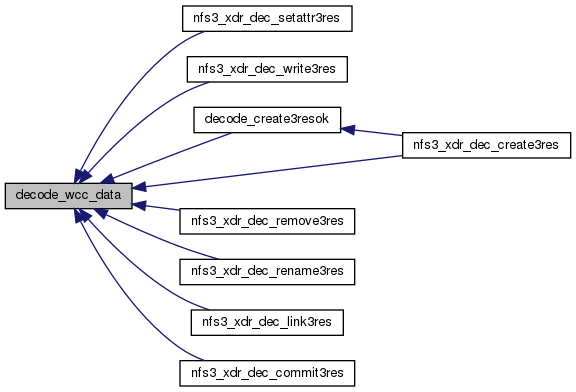 nfs3_xdr_dec_setattr3res
nfs3_xdr_dec_write3res
decode_create3resok
nfs3_xdr_dec_create3res
decode_wcc_data
nfs3_xdr_dec_remove3res
nfs3_xdr_dec_rename3res
nfs3_xdr_dec_link3res
nfs3_xdr_dec_commit3res